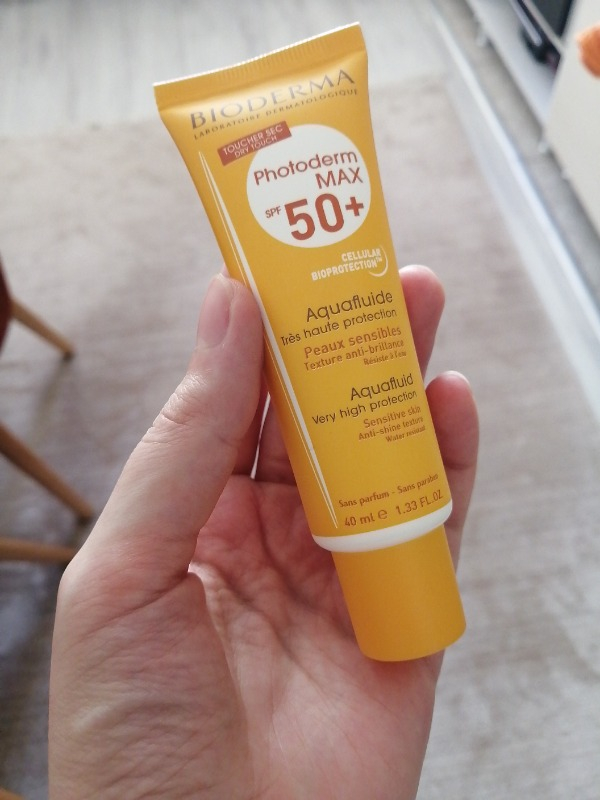 BIODERMA
LABORATOIRE DERMATOLOGIQUE
TOUCHER SEC
DRY TOUCH
Photoderm
MAX
SPF 50+
CELLULAR
BIOPROTECTION™
Aquafluide
Très haute protection
Peaux sensibles
Texture anti-brillance
Résiste à l'eau
Aquafluid
Very high protection
Sensitive skin
Anti-shine texture
Water resistant
Sans parfum - Sans paraben
40 ml e 1.33 FL.OZ.